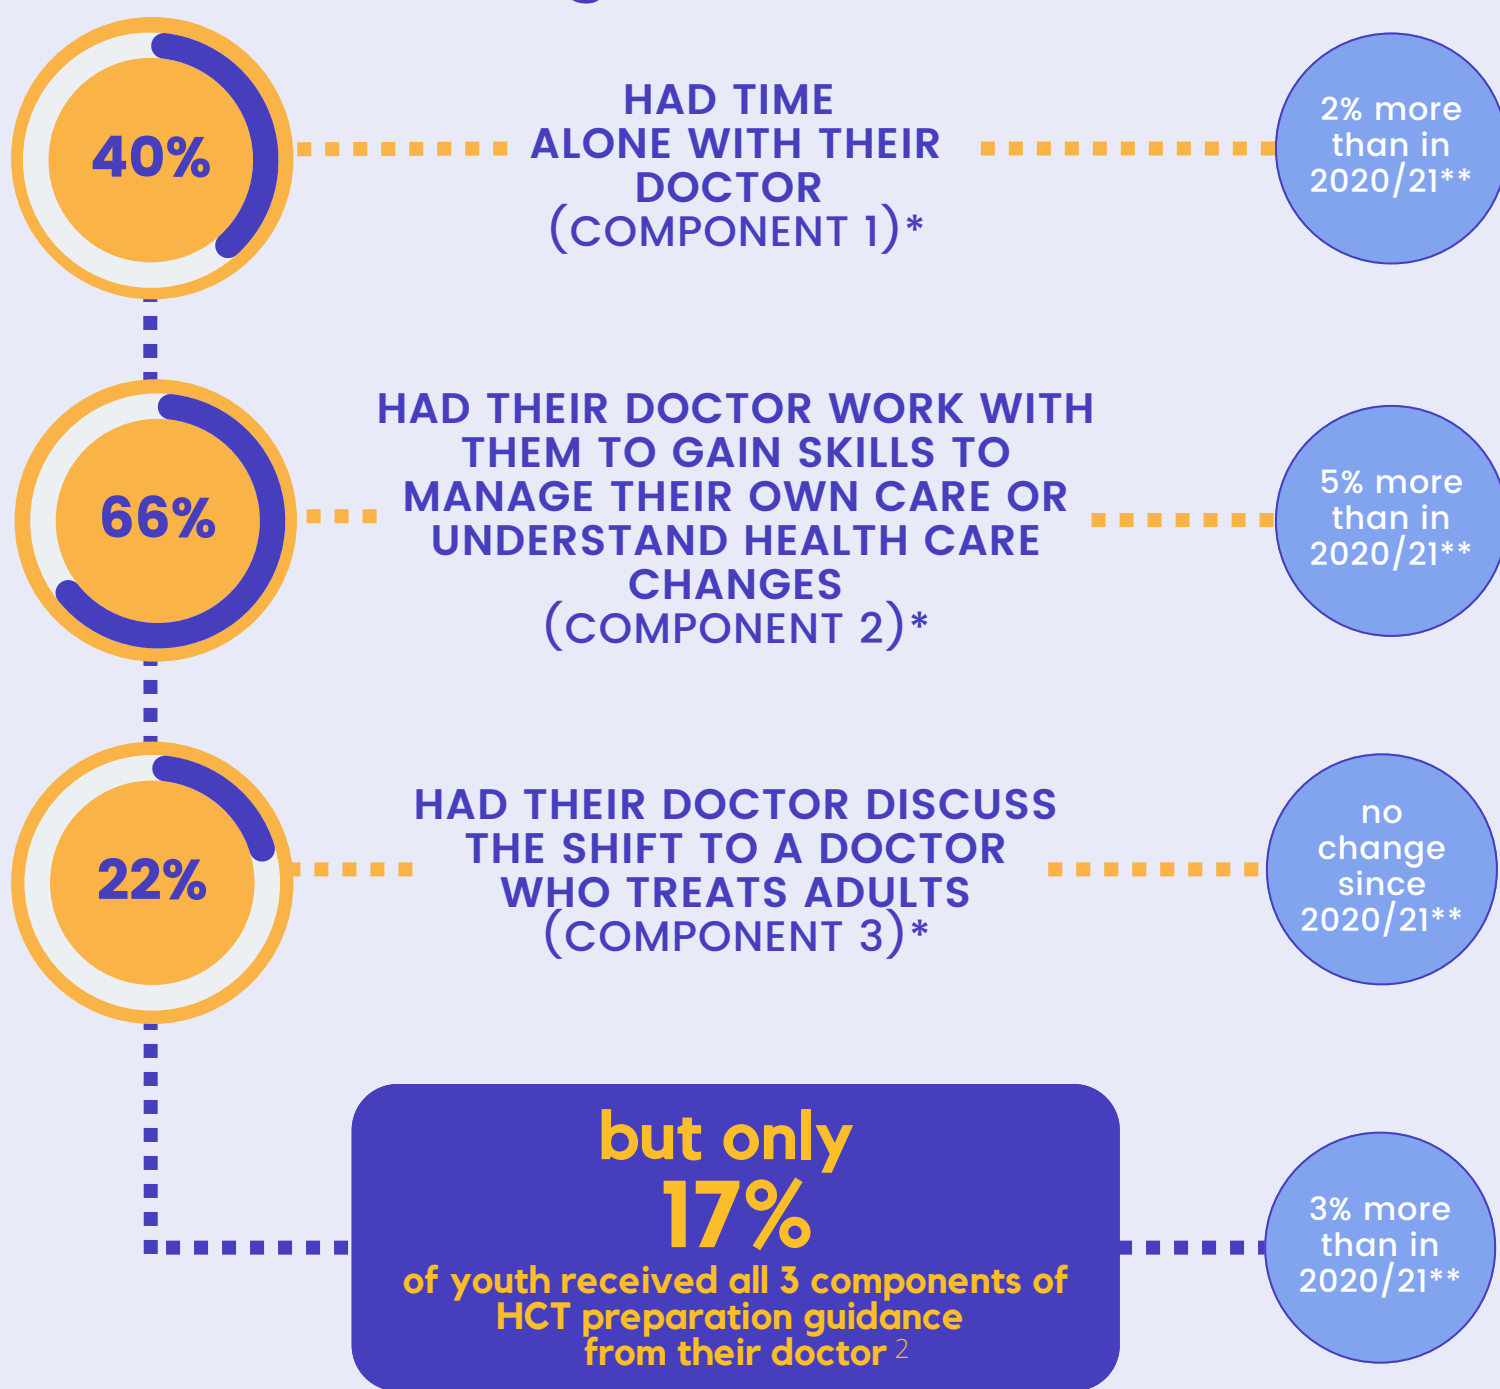 40%
HAD TIME
ALONE WITH THEIR
DOCTOR
(COMPONENT 1)*
2% more
than in
2020/21**
66%
HAD THEIR DOCTOR WORK WITH
THEM TO GAIN SKILLS TO
MANAGE THEIR OWN CARE OR
UNDERSTAND HEALTH CARE
CHANGES
(COMPONENT 2)*
5% more
than in
2020/21**
22%
HAD THEIR DOCTOR DISCUSS
THE SHIFT TO A DOCTOR
WHO TREATS ADULTS
(COMPONENT 3)*
no
change
since
2020/21**
but only
17%
of youth received all 3 components of
HCT preparation guidance
from their doctor 2
3% more
than in
2020/21**